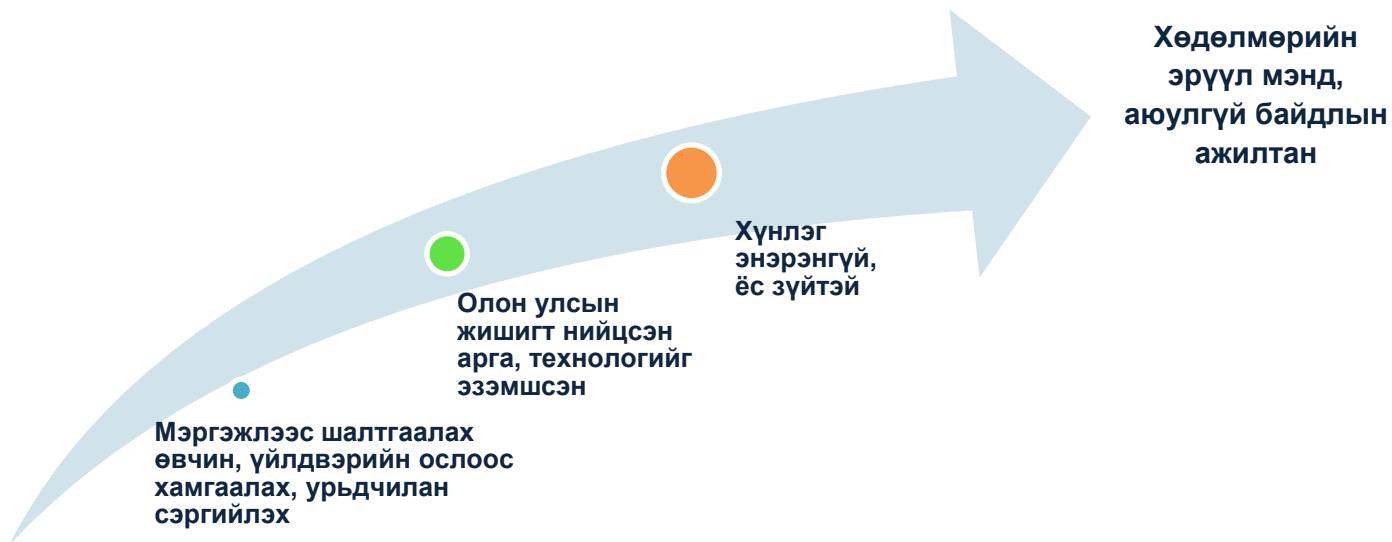 Хөдөлмөрийн
эрүүл мэнд,
аюулгүй байдлын
ажилтан
Хүнлэг
энэрэнгүй,
ёс зүйтэй
Олон улсын
жишигт нийцсэн
арга, технологийг
эзэмшсэн
Мэргэжлээс шалтгаалах
өвчин, үйлдвэрийн ослоос
хамгаалах, урьдчилан
сэргийлэх